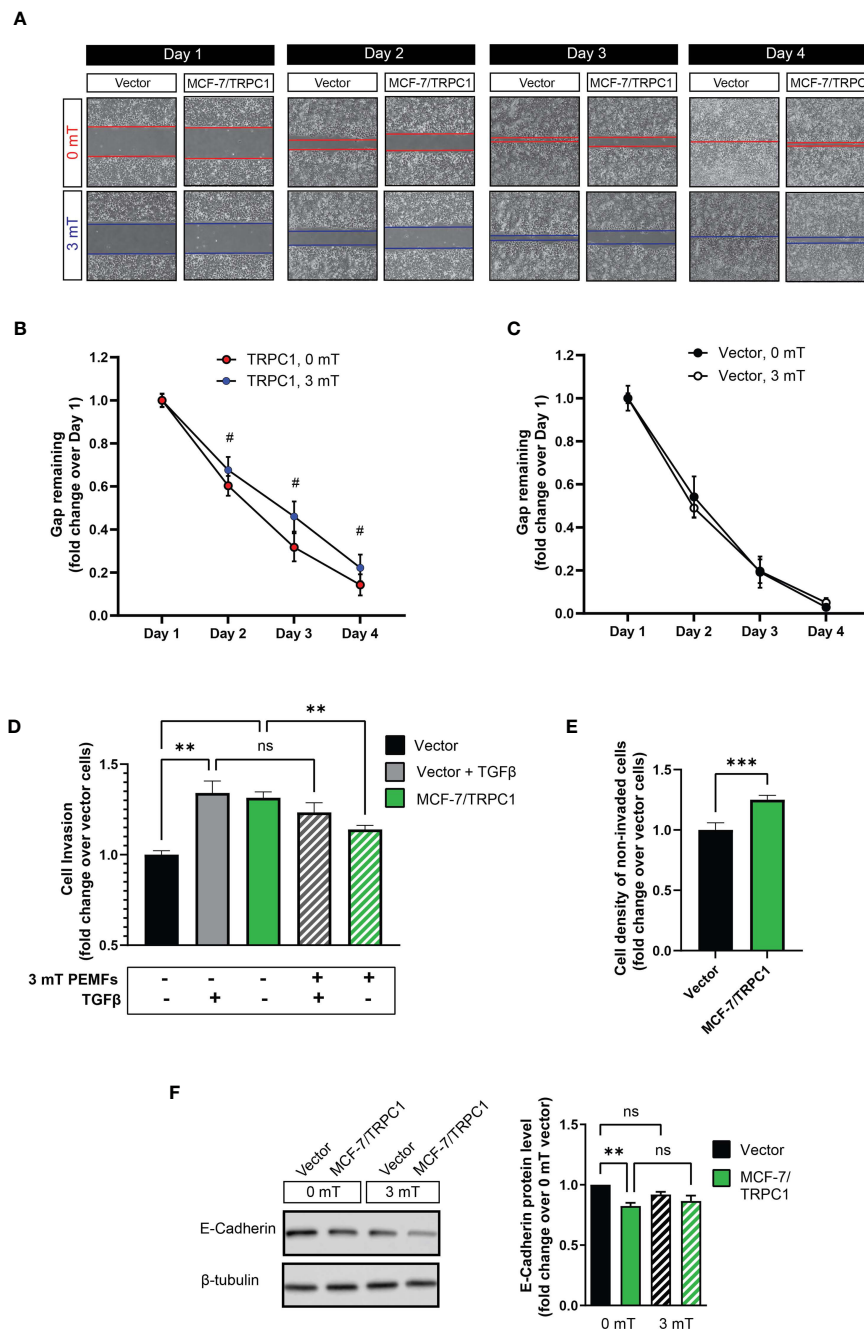 A
Day 1 Day 2 Day 3 Day 4
Vector MCF-7/TRPC1 Vector MCF-7/TRPC1 Vector MCF-7/TRPC1 Vector MCF-7/TRPC
0 mT
3 mT
B
Gap remaining
(fold change over Day 1)
1.2
1.0
0.8
0.6
0.4
0.2
0.0
TRPC1, 0 mT
TRPC1, 3 mT
#
#
#
Day 1 Day 2 Day 3 Day 4
C
Gap remaining
(fold change over Day 1)
1.2
1.0
0.8
0.6
0.4
0.2
0.0
Vector, 0 mT
Vector, 3 mT
Day 1 Day 2 Day 3 Day 4
D
Cell Invasion
(fold change over vector cells)
1.5
1.0
0.5
**
**
ns
Vector
Vector + TGFβ
MCF-7/TRPC1
3 mT PEMFs - - - + +
TGFβ - + - + -
E
Cell density of non-invaded cells
(fold change over vector cells)
1.5
1.0
0.5
0.0
***
Vector
MCF-7/TRPC1
F
Vector MCF-7/TRPC1 Vector MCF-7/TRPC1
0 mT 3 mT
E-Cadherin
β-tubulin
E-Cadherin protein level
(fold change over 0 mT vector)
1.0
0.5
0.0
ns
**
ns
Vector
MCF-7/
TRPC1
0 mT 3 mT